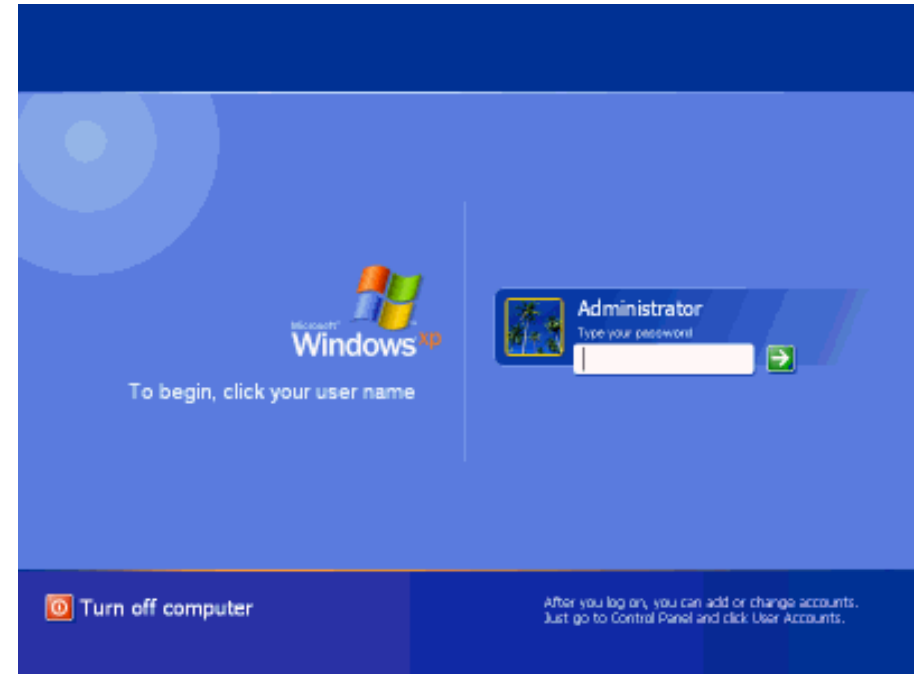 Microsoft
Windows xp
To begin, click your user name
Administrator
Type your password
Turn off computer
After you log on, you can add or change accounts.
Just go to Control Panel and click User Accounts.